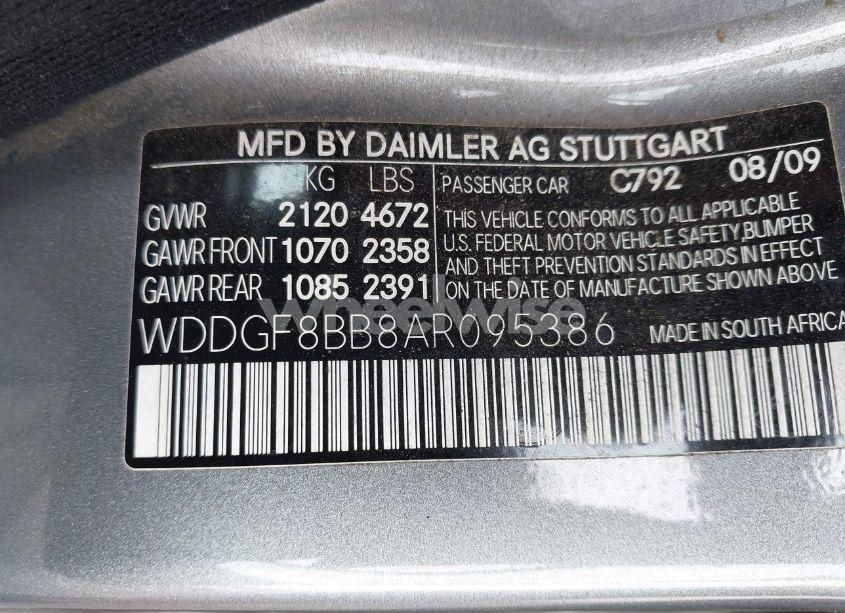 MFD BY DAIMLER AG STUTTGART
KG LBS PASSENGER CAR C792 08/09
GVWR 2120 4672
GAWR FRONT 1070 2358
GAWR REAR 1085 2391
THIS VEHICLE CONFORMS TO ALL APPLICABLE
U.S. FEDERAL MOTOR VEHICLE SAFETY, BUMPER
AND THEFT PREVENTION STANDARDS IN EFFECT
ON THE DATE OF MANUFACTURE SHOWN ABOVE
WDDGF8BB8AR095386 MADE IN SOUTH AFRICA
wheelwise